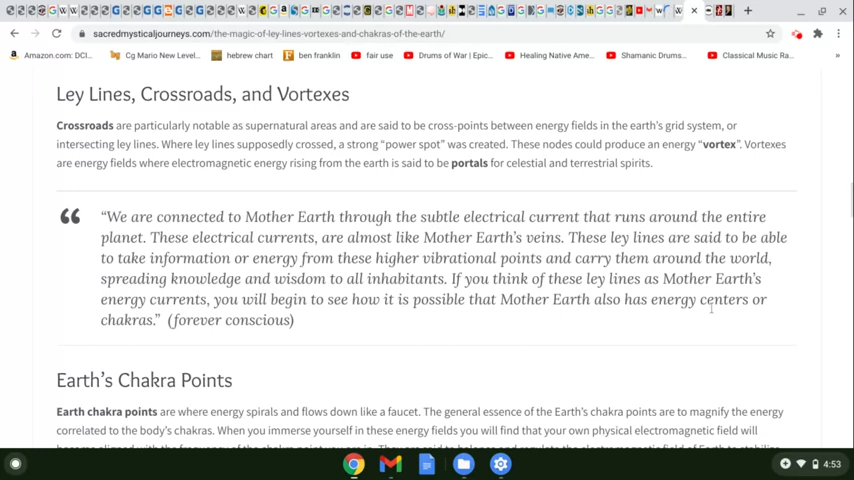 sacredmysticaljourneys.com/the-magic-of-ley-lines-vortexes-and-chakras-of-the-earth/
Amazon.com: DCI... Cg Mario New Level... hebrew chart ben franklin fair use Drums of War | Epic... Healing Native Ame... Shamanic Drums... Classical Music Ra...
Ley Lines, Crossroads, and Vortexes
Crossroads are particularly notable as supernatural areas and are said to be cross-points between energy fields in the earth's grid system, or
intersecting ley lines. Where ley lines supposedly crossed, a strong "power spot" was created. These nodes could produce an energy "vortex". Vortexes
are energy fields where electromagnetic energy rising from the earth is said to be portals for celestial and terrestrial spirits.
"We are connected to Mother Earth through the subtle electrical current that runs around the entire
planet. These electrical currents, are almost like Mother Earth's veins. These ley lines are said to be able
to take information or energy from these higher vibrational points and carry them around the world,
spreading knowledge and wisdom to all inhabitants. If you think of these ley lines as Mother Earth's
energy currents, you will begin to see how it is possible that Mother Earth also has energy centers or
chakras." (forever conscious)
Earth's Chakra Points
Earth chakra points are where energy spirals and flows down like a faucet. The general essence of the Earth's chakra points are to magnify the energy
correlated to the body's chakras. When you immerse yourself in these energy fields you will find that your own physical electromagnetic field will
4:53